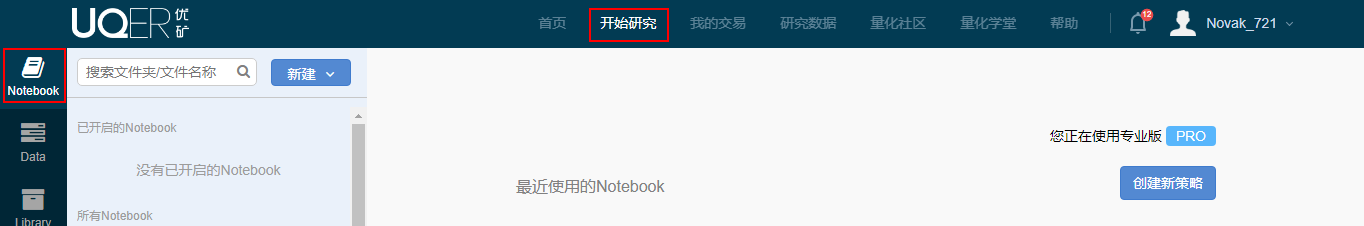 UQER 优矿
首页 开始研究 我的交易 研究数据 量化社区 量化学堂 帮助 12 Novak_721
Notebook
搜索文件夹/文件名称 新建
已开启的Notebook
没有已开启的Notebook
所有Notebook
Data
Library
您正在使用专业版 PRO
最近使用的Notebook
创建新策略